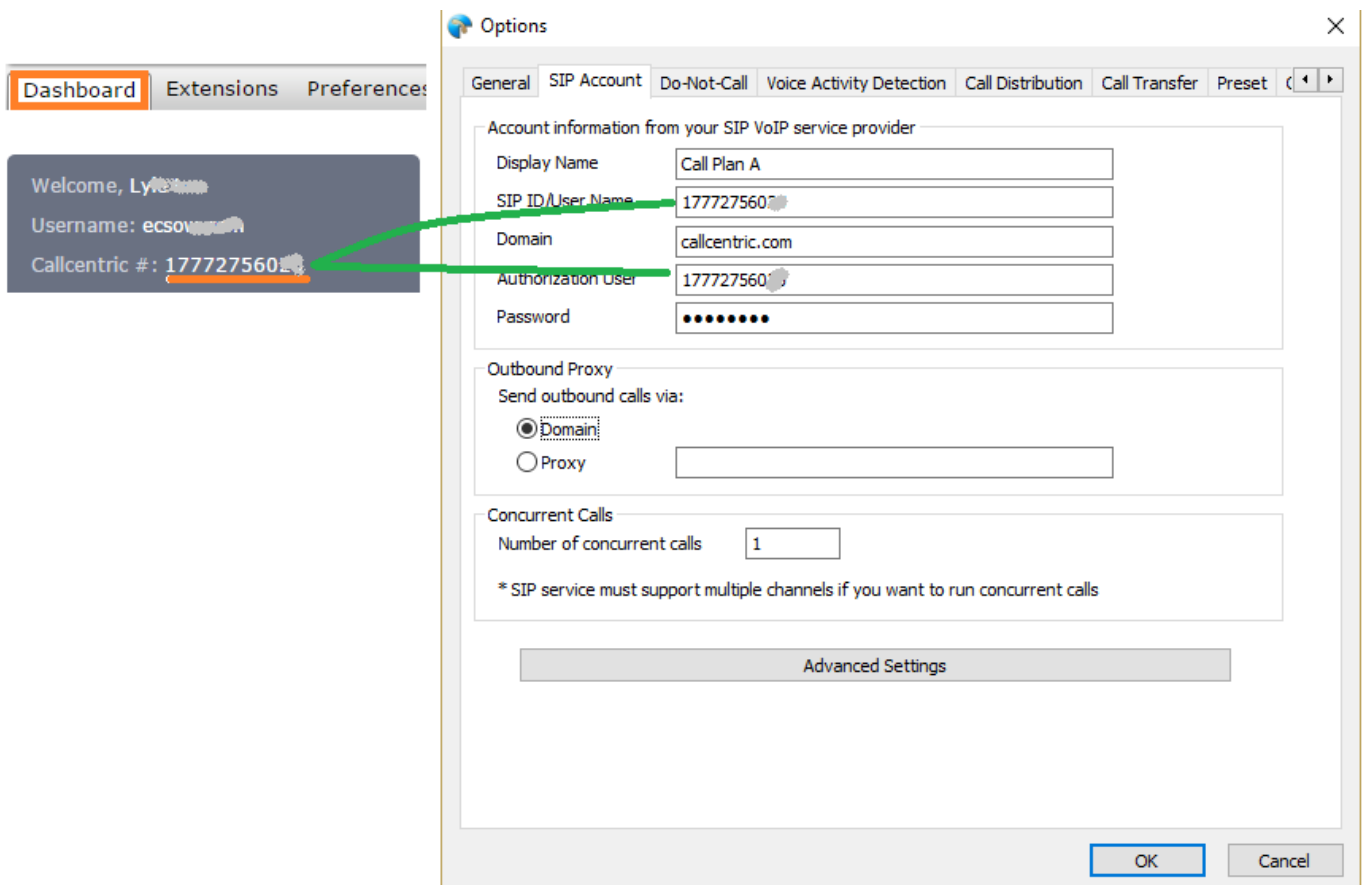 Dashboard Extensions Preferences
Welcome,
Username:
Callcentric #:
Options
General SIP Account Do-Not-Call Voice Activity Detection Call Distribution Call Transfer Preset
Account information from your SIP VoIP service provider
Display Name Call Plan A
SIP ID/User Name
Domain callcentric.com
Authorization User
Password
Outbound Proxy
Send outbound calls via:
Domain
Proxy
Concurrent Calls
Number of concurrent calls 1
* SIP service must support multiple channels if you want to run concurrent calls
Advanced Settings
OK Cancel